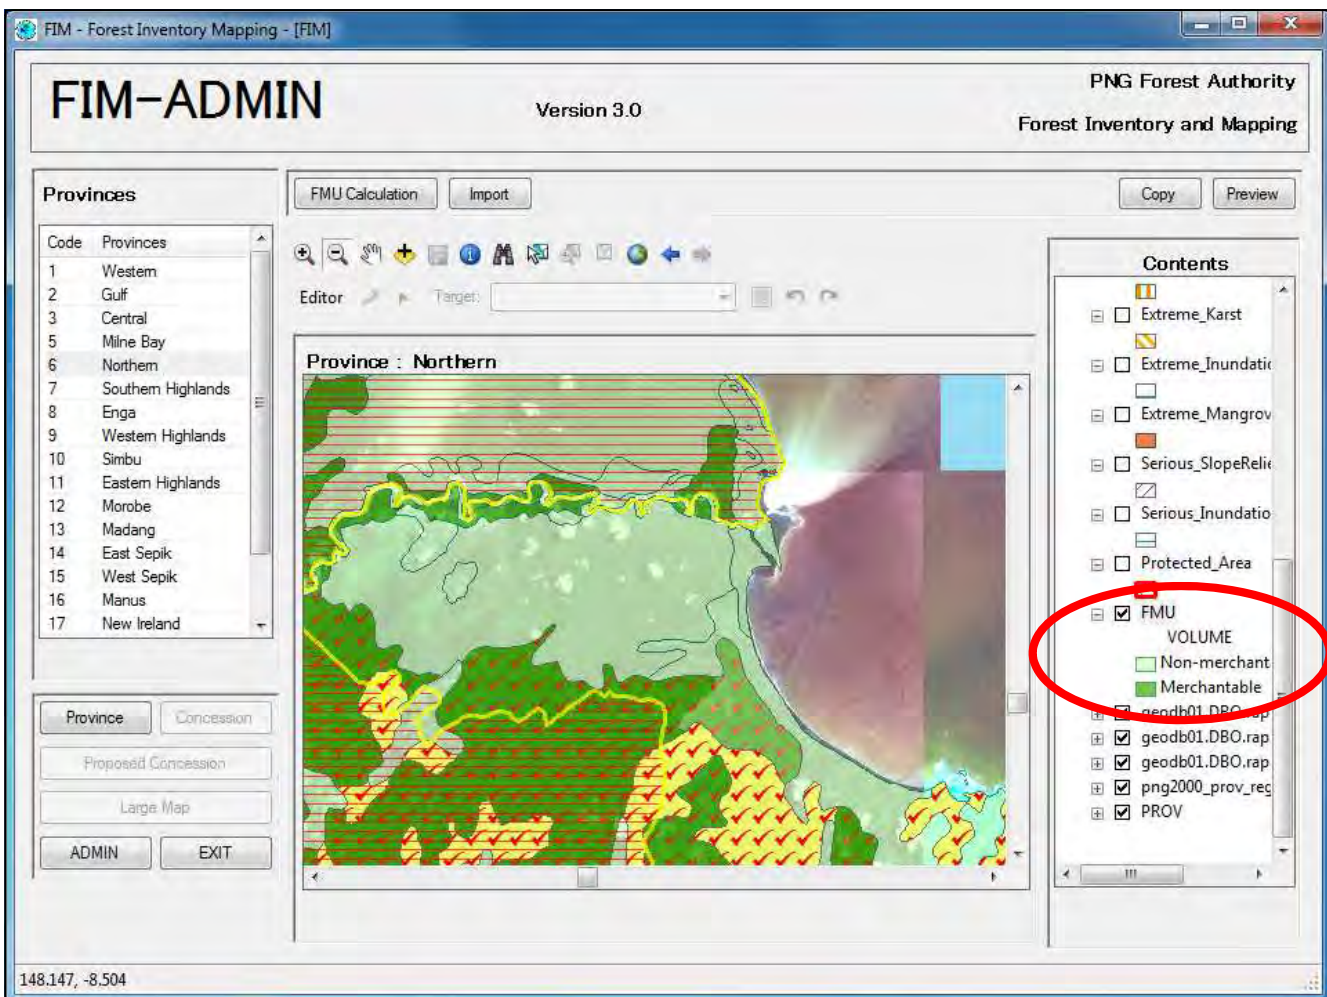 FIM - Forest Inventory Mapping - [FIM]
FIM-ADMIN
Version 3.0
PNG Forest Authority
Forest Inventory and Mapping
Provinces
Code Provinces
1 Western
2 Gulf
3 Central
5 Milne Bay
6 Northern
7 Southern Highlands
8 Enga
9 Western Highlands
10 Simbu
11 Eastern Highlands
12 Morobe
13 Madang
14 East Sepik
15 West Sepik
16 Manus
17 New Ireland
Province Concession
Proposed Concession
Large Map
ADMIN EXIT
FMU Calculation Import
Copy Preview
Editor Target:
Province : Northern
Contents
Extreme_Karst
Extreme_Inundatic
Extreme_Mangrov
Serious_SlopeRelie
Serious_Inundatio
Protected_Area
FMU
VOLUME
Non-merchant
Merchantable
geodb01.DBO.rap
geodb01.DBO.rap
geodb01.DBO.rap
png2000_prov_reg
PROV
148.147, -8.504